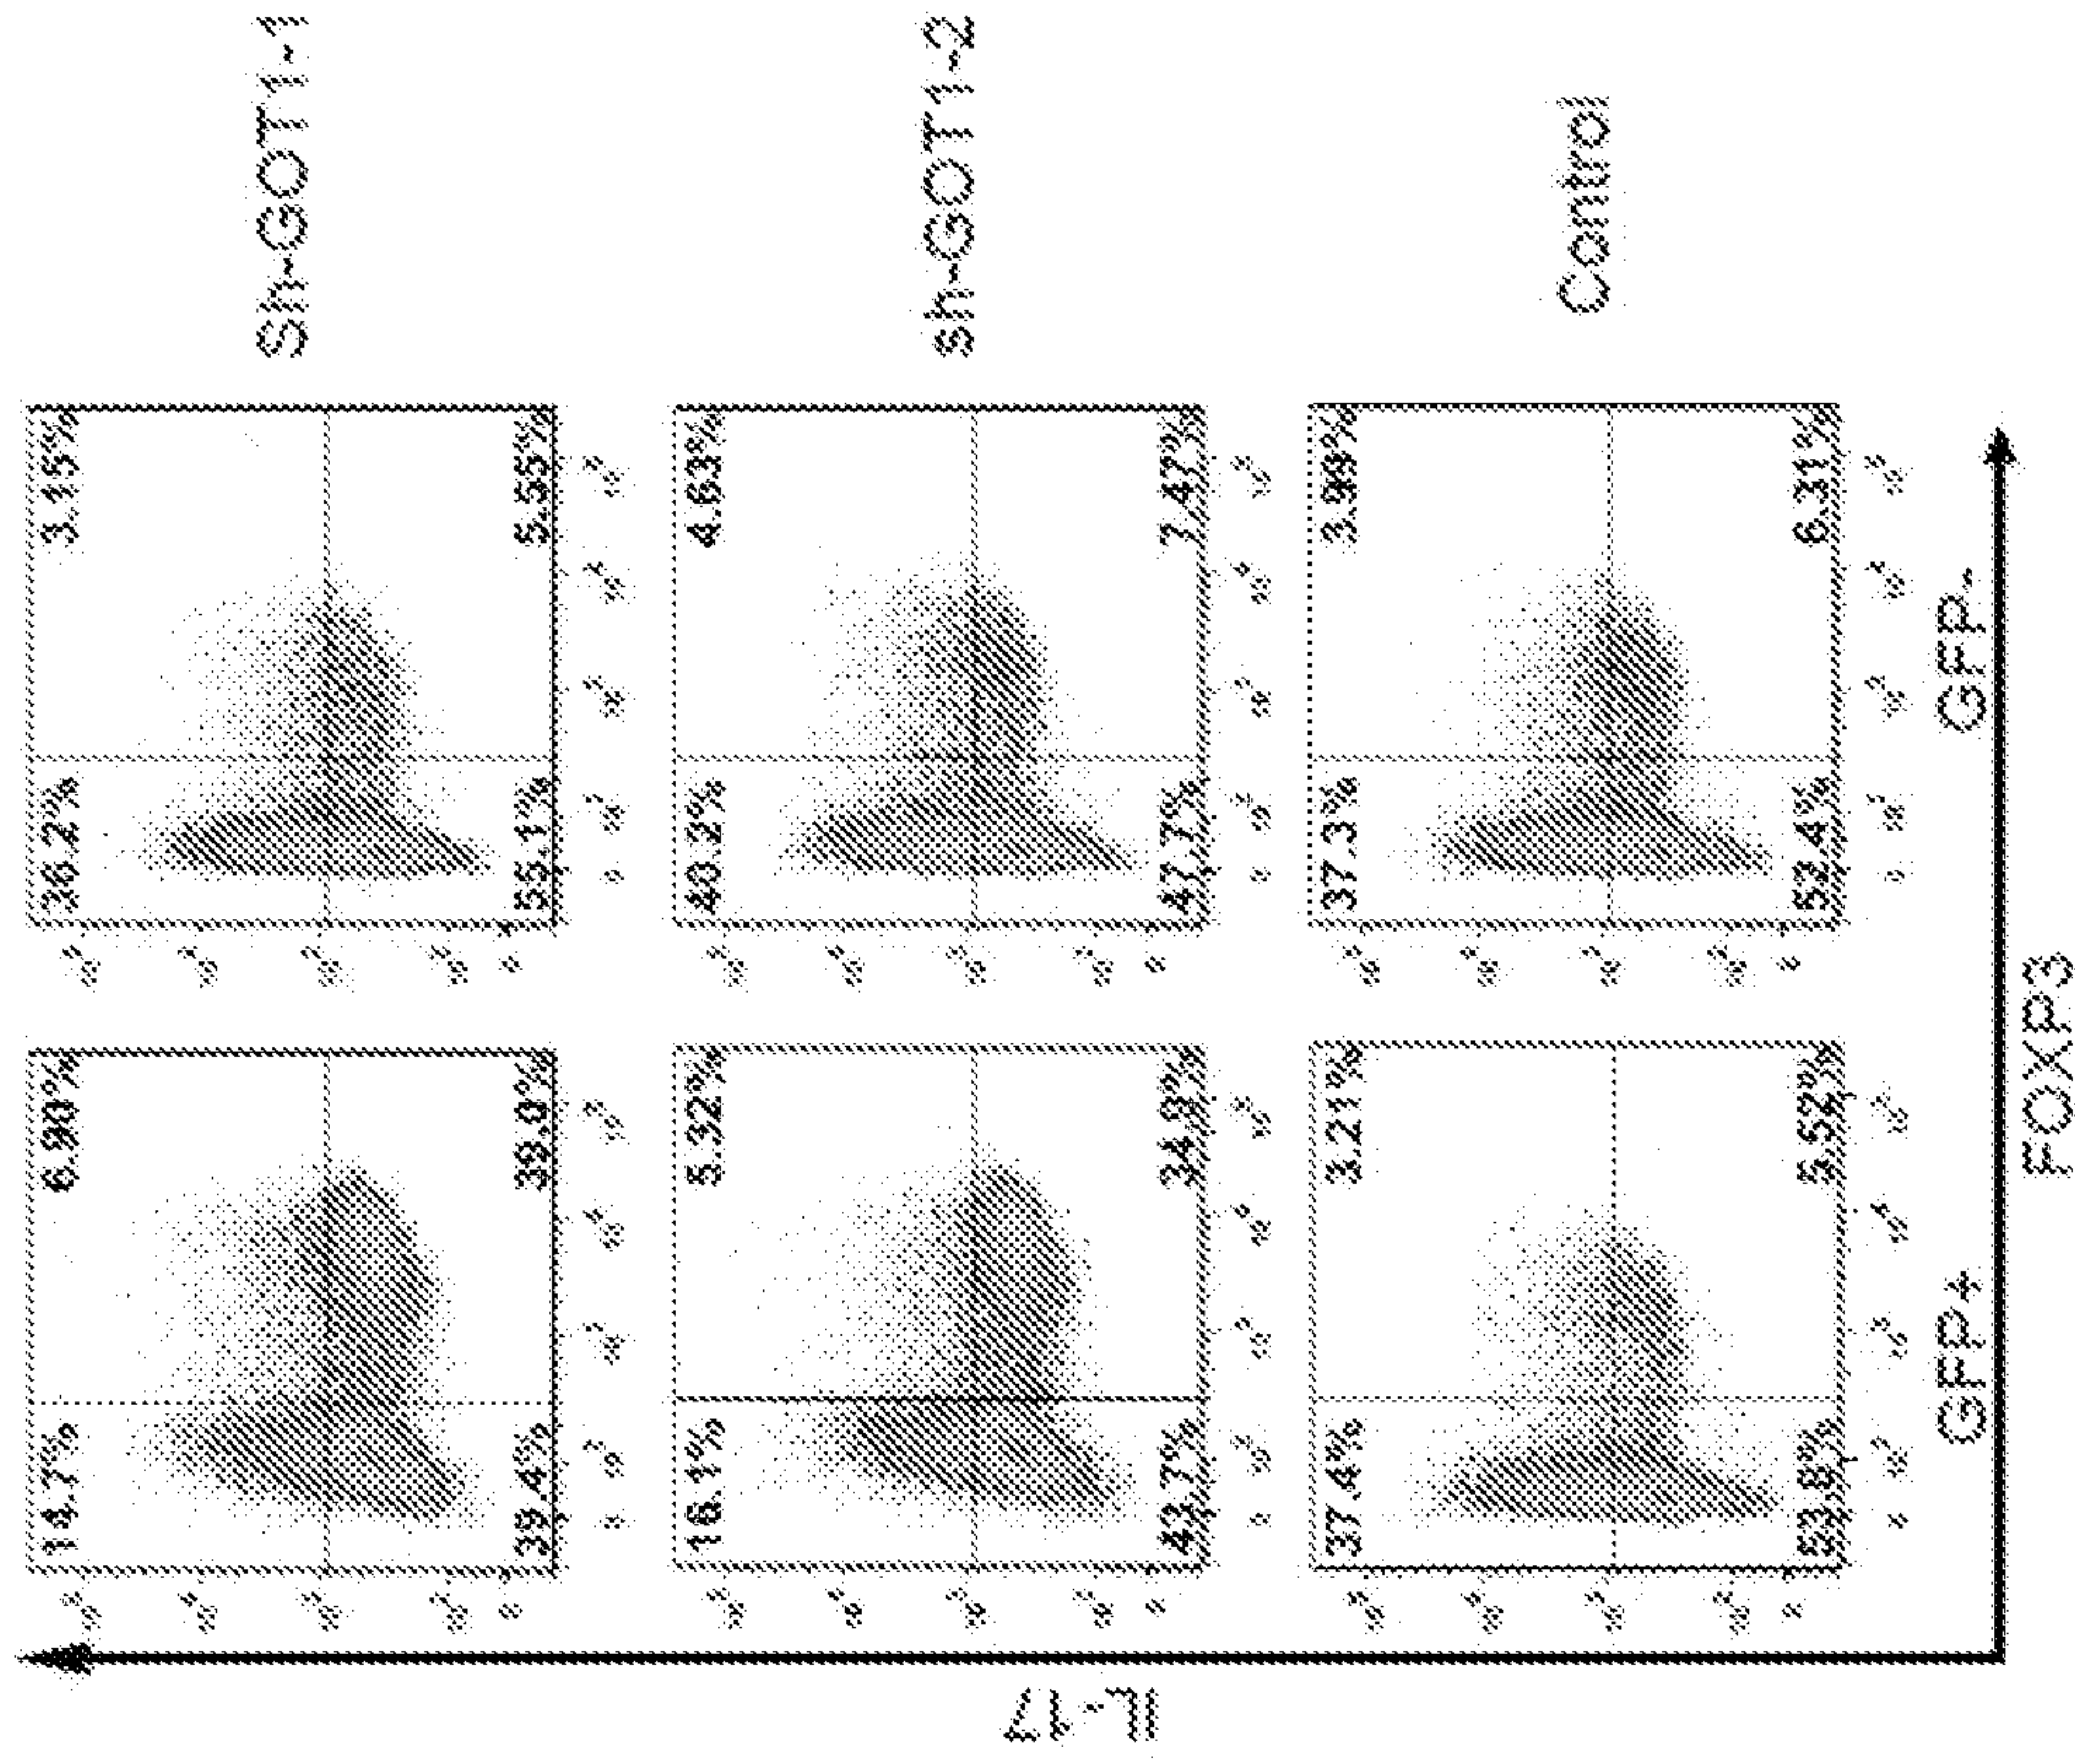 14.7% 6.90% 36.2% 3.15%
Sh-GOT1-1
39.4% 39.0% 55.1% 5.55%
16.1% 5.32% 40.2% 4.63%
sh-GOT1-2
43.7% 34.9% 47.7% 7.47%
37.4% 3.21% 37.3% 3.99%
Control
53.8% 5.52% 52.4% 6.31%
IL-17
GFP+ GFP-
FOXP3